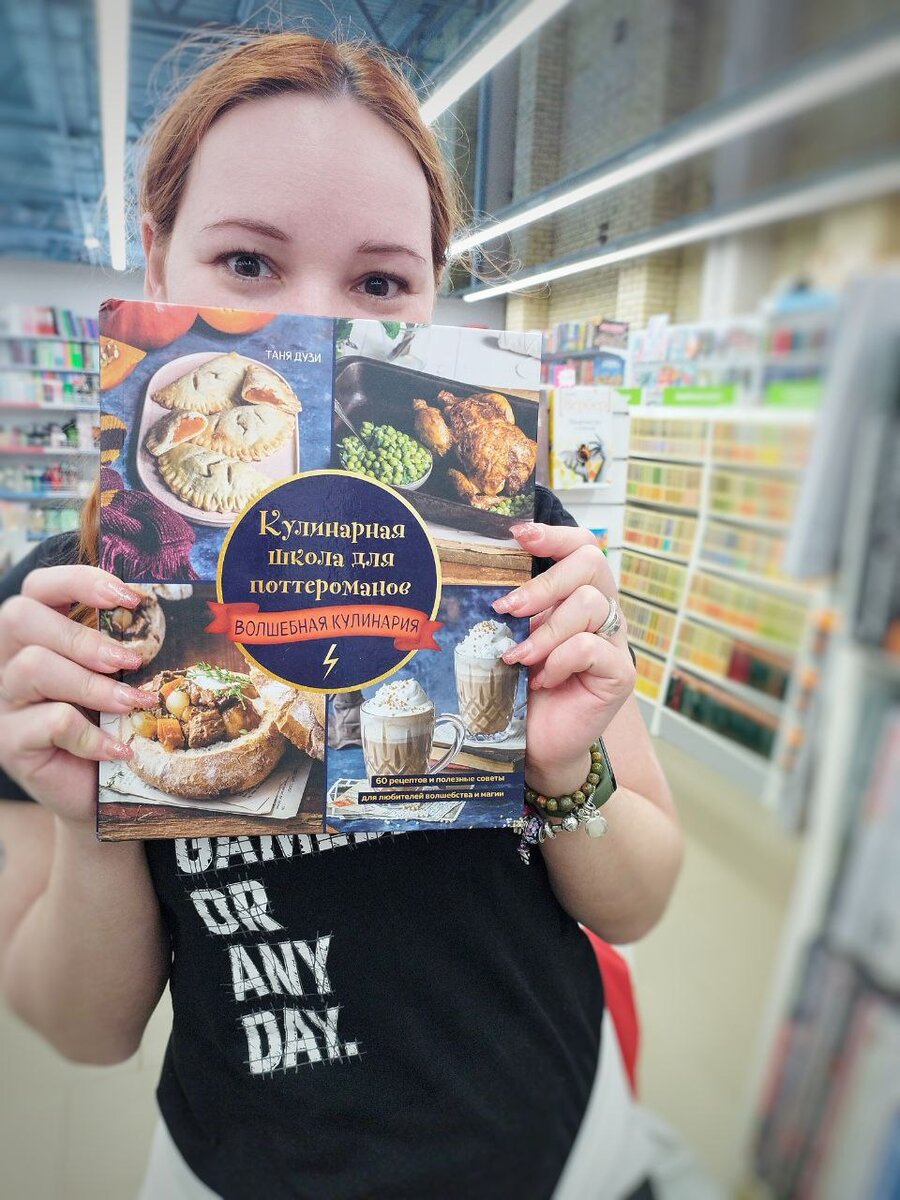 ТАНЯ ДУЗИ
Кулинарная
школа для
поттероманов
ВОЛШЕБНАЯ КУЛИНАРИЯ
60 рецептов и полезные советы
для любителей волшебства и магии
OR
ANY
DAY.